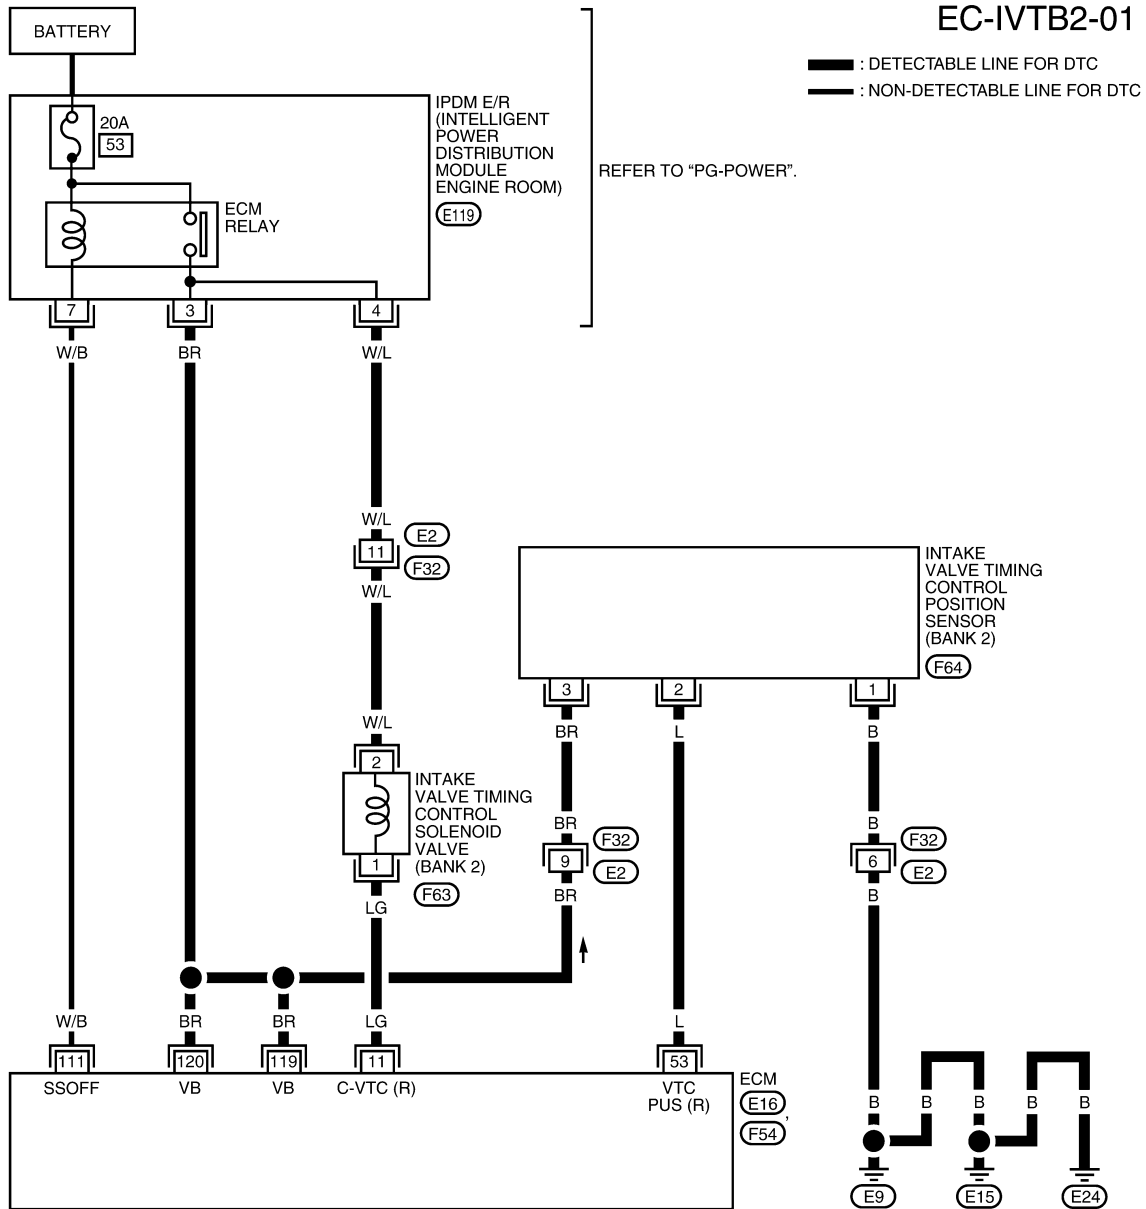 EC-IVTB2-01
BATTERY
: DETECTABLE LINE FOR DTC
: NON-DETECTABLE LINE FOR DTC
20A
53
IPDM E/R
(INTELLIGENT
POWER
DISTRIBUTION
MODULE
ENGINE ROOM)
E119
REFER TO “PG-POWER”.
ECM
RELAY
7 3 4
W/B BR W/L
W/L
11
E2
F32
W/L
INTAKE
VALVE TIMING
CONTROL
POSITION
SENSOR
(BANK 2)
F64
3 2 1
BR L B
W/L
2
INTAKE
VALVE TIMING
CONTROL
SOLENOID
VALVE
(BANK 2)
F63
1
LG
BR
9
F32
E2
BR
B
6
F32
E2
B
W/B BR BR LG L
111 120 119 11 53
SSOFF VB VB C-VTC (R) VTC
PUS (R)
ECM
E16 ,
F54
B B B B B
E9 E15 E24